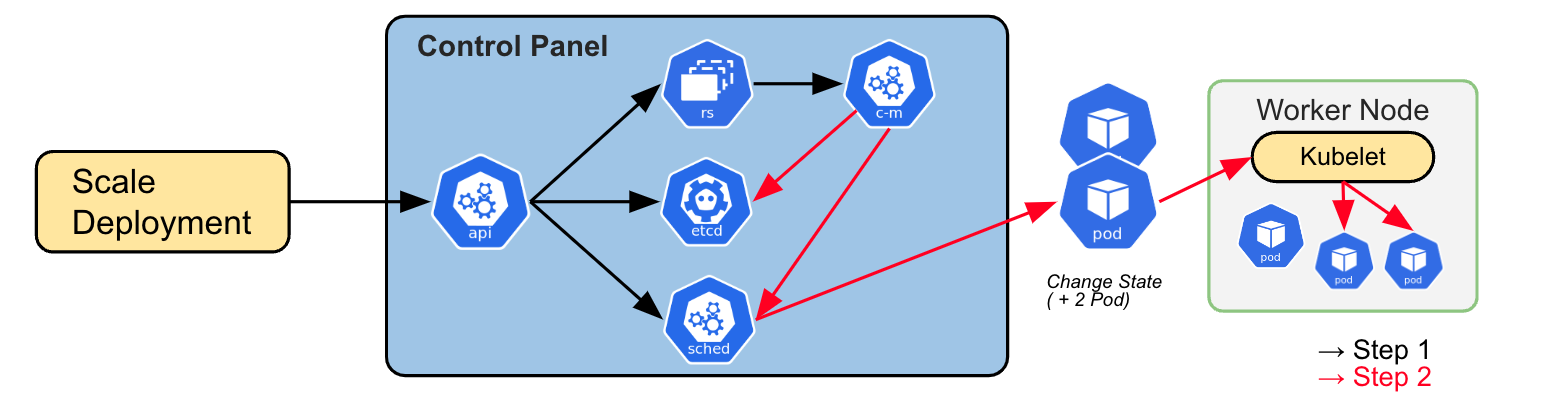 Control Panel
Scale
Deployment
api
rs
c-m
etcd
sched
pod
Change State
( + 2 Pod)
Worker Node
Kubelet
pod
pod
pod
→ Step 1
→ Step 2